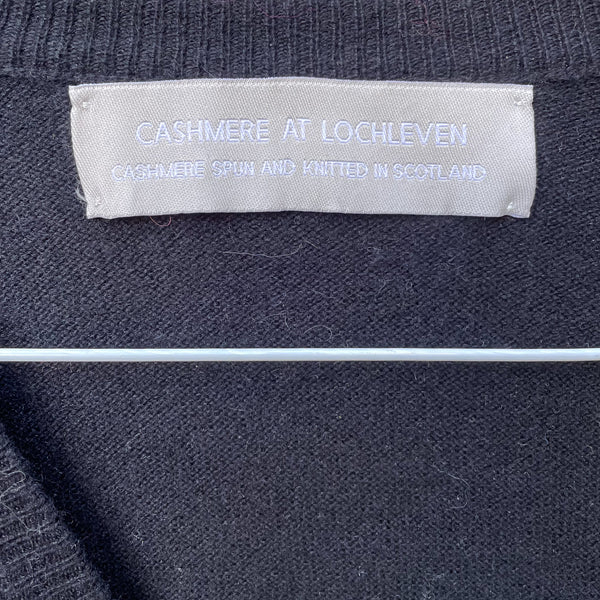 CASHMERE AT LOCHLEVEN
CASHMERE SPUN AND KNITTED IN SCOTLAND